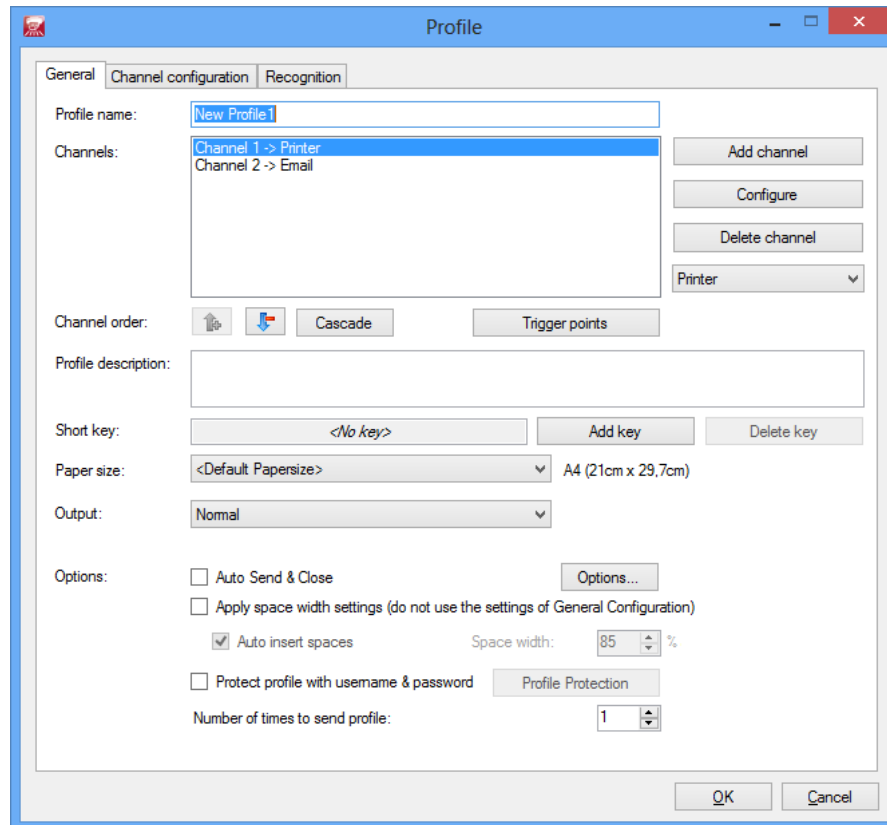 Profile
General Channel configuration Recognition
Profile name: New Profile1
Channels: Channel 1 -> Printer Add channel
Channel 2 -> Email
Configure
Delete channel
Printer
Channel order: Cascade Trigger points
Profile description:
Short key: <No key> Add key Delete key
Paper size: <Default Papersize> A4 (21cm x 29,7cm)
Output: Normal
Options: Auto Send & Close Options...
Apply space width settings (do not use the settings of General Configuration)
Auto insert spaces Space width: 85 %
Protect profile with username & password Profile Protection
Number of times to send profile: 1
OK Cancel